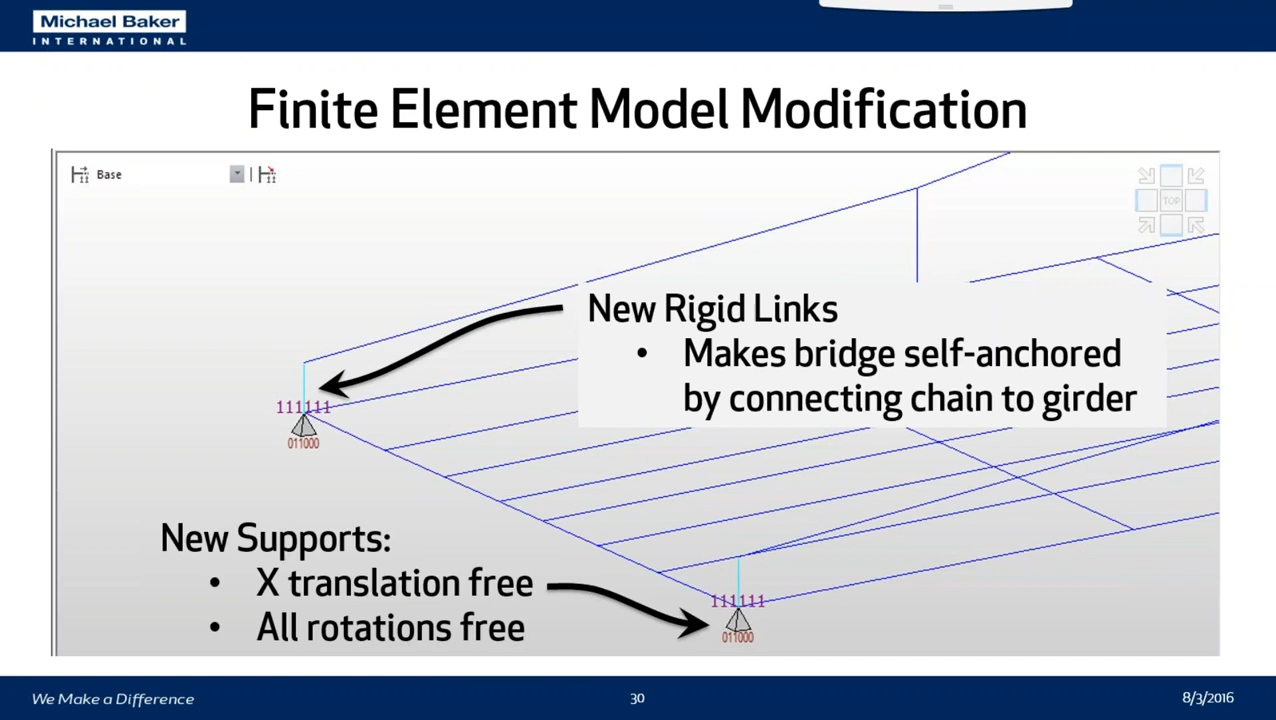 Michael Baker
INTERNATIONAL
Finite Element Model Modification
Base
TOP
New Rigid Links
• Makes bridge self-anchored
by connecting chain to girder
111111
011000
New Supports:
• X translation free
• All rotations free
111111
011000
We Make a Difference
30
8/3/2016